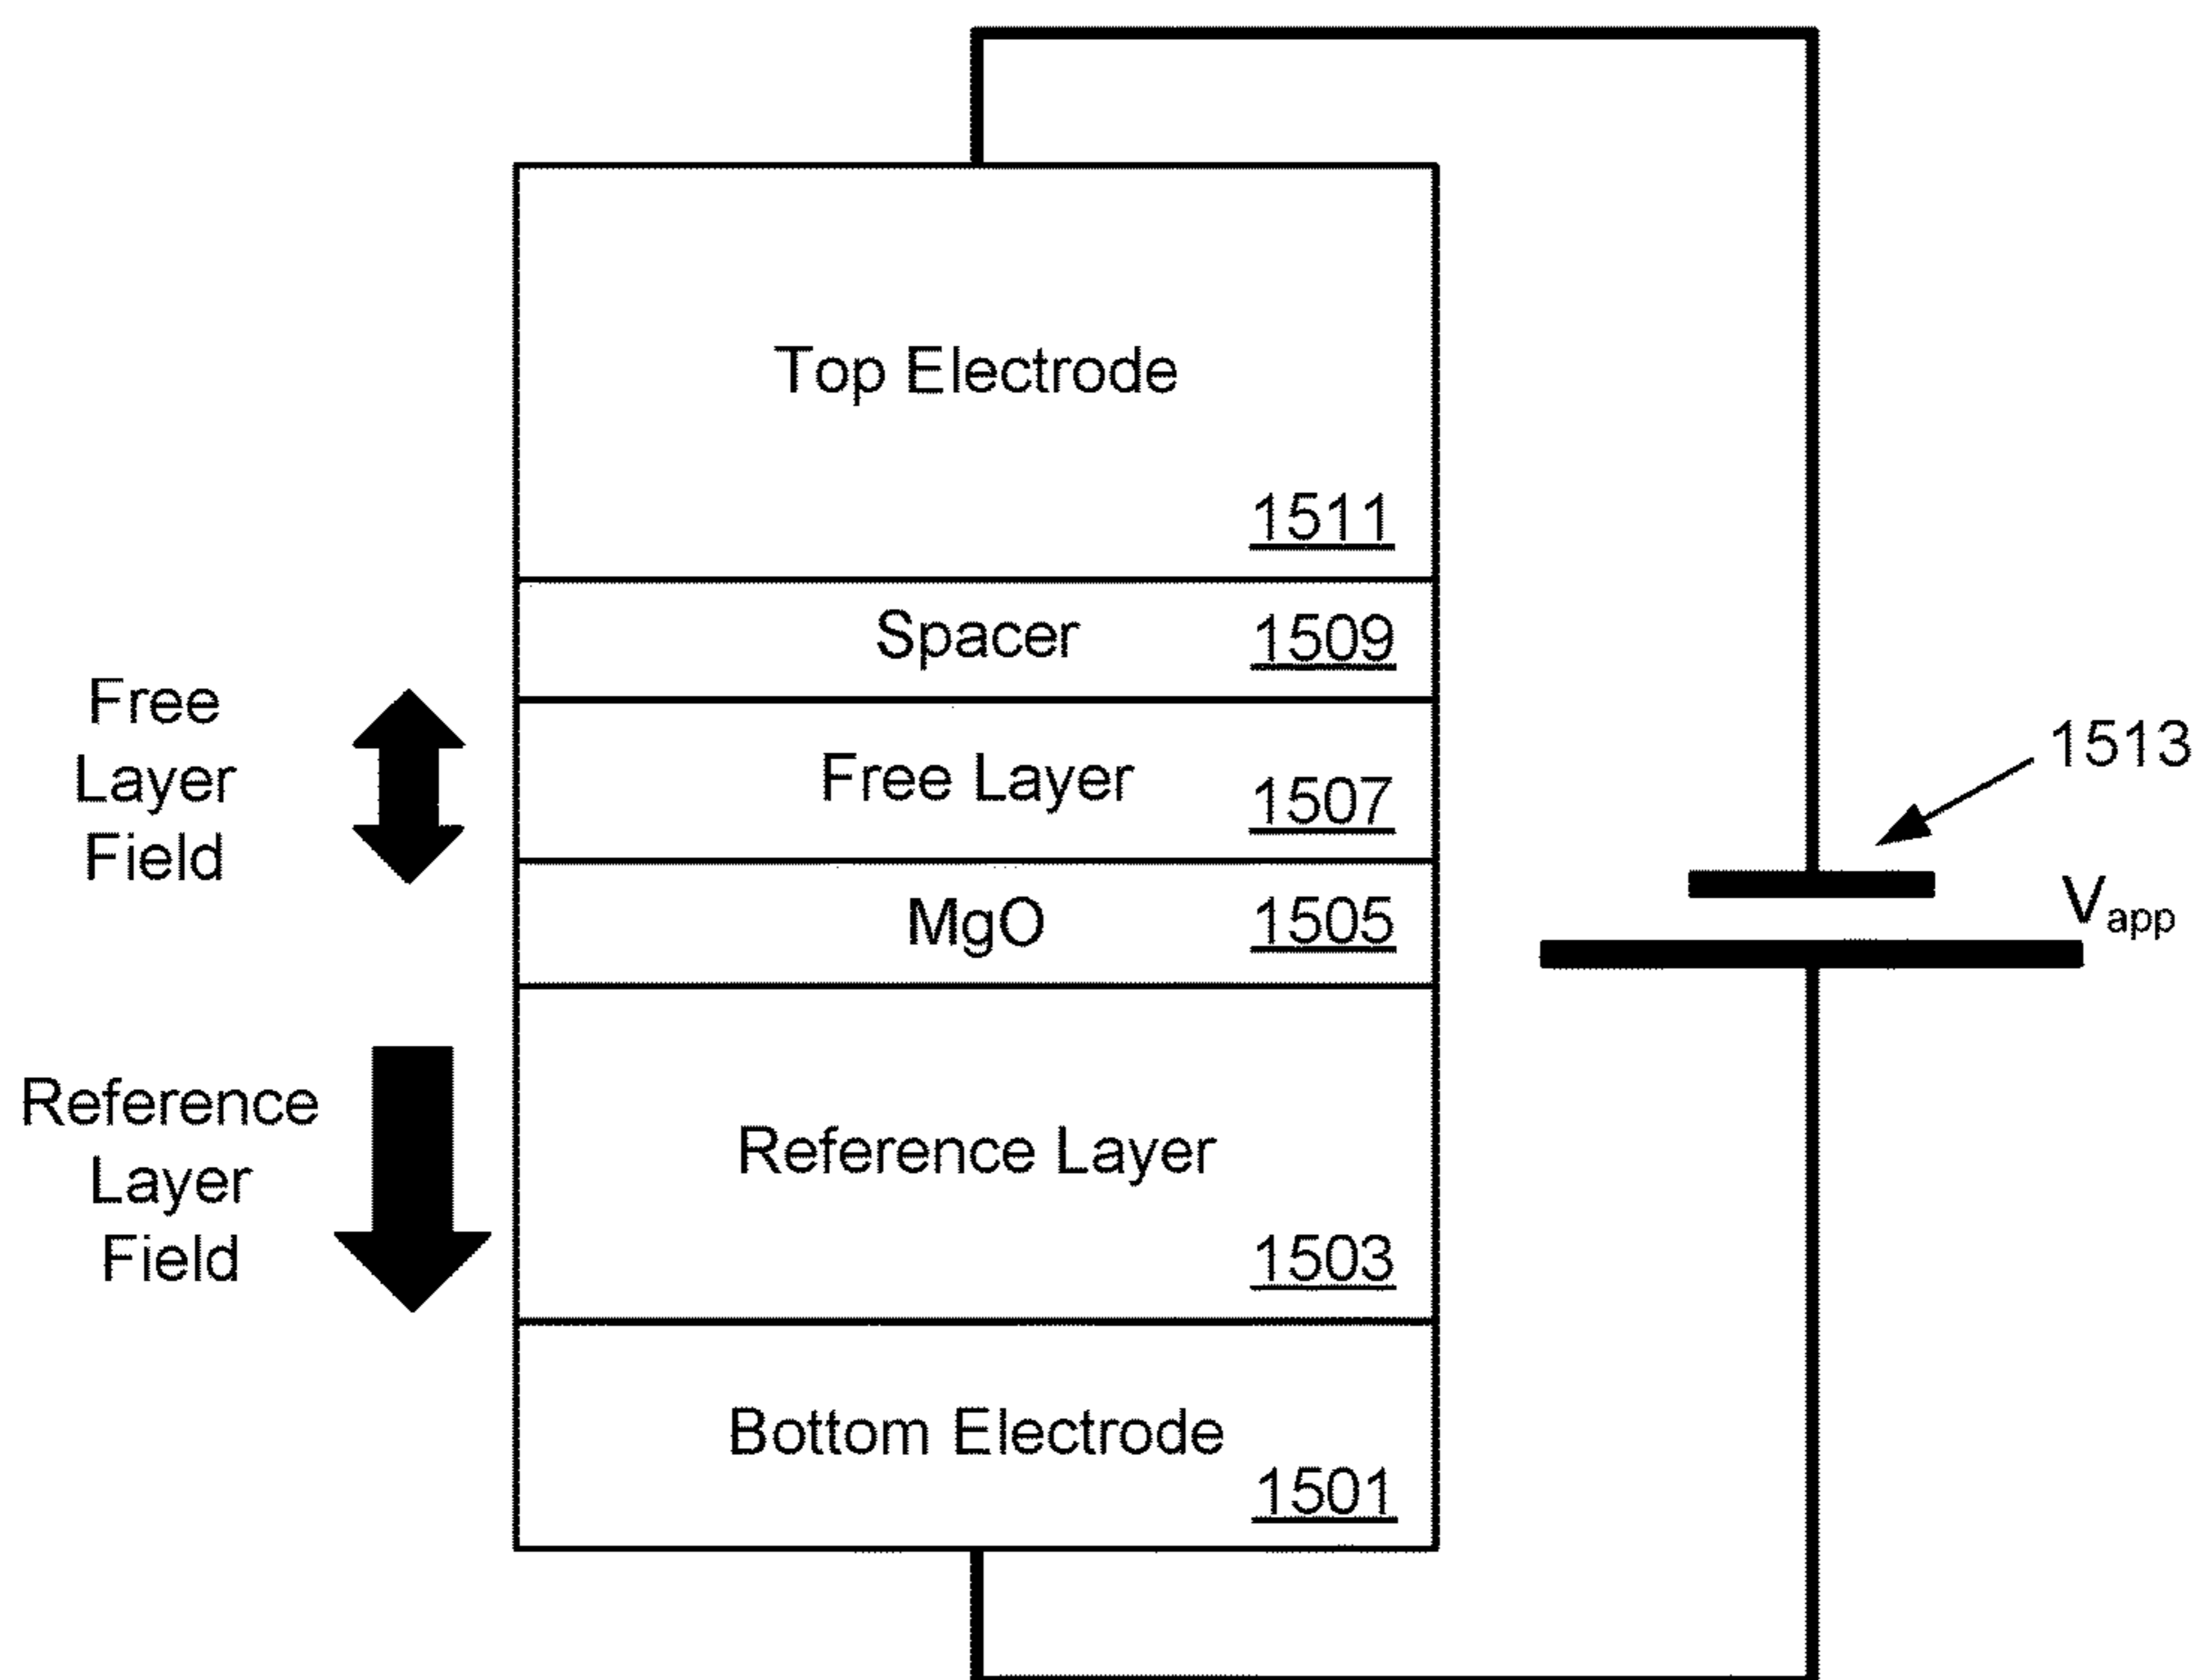 Top Electrode
1511
Spacer 1509
Free
Layer
Field
Free Layer 1507
1513
MgO 1505
Vapp
Reference
Layer
Field
Reference Layer
1503
Bottom Electrode
1501